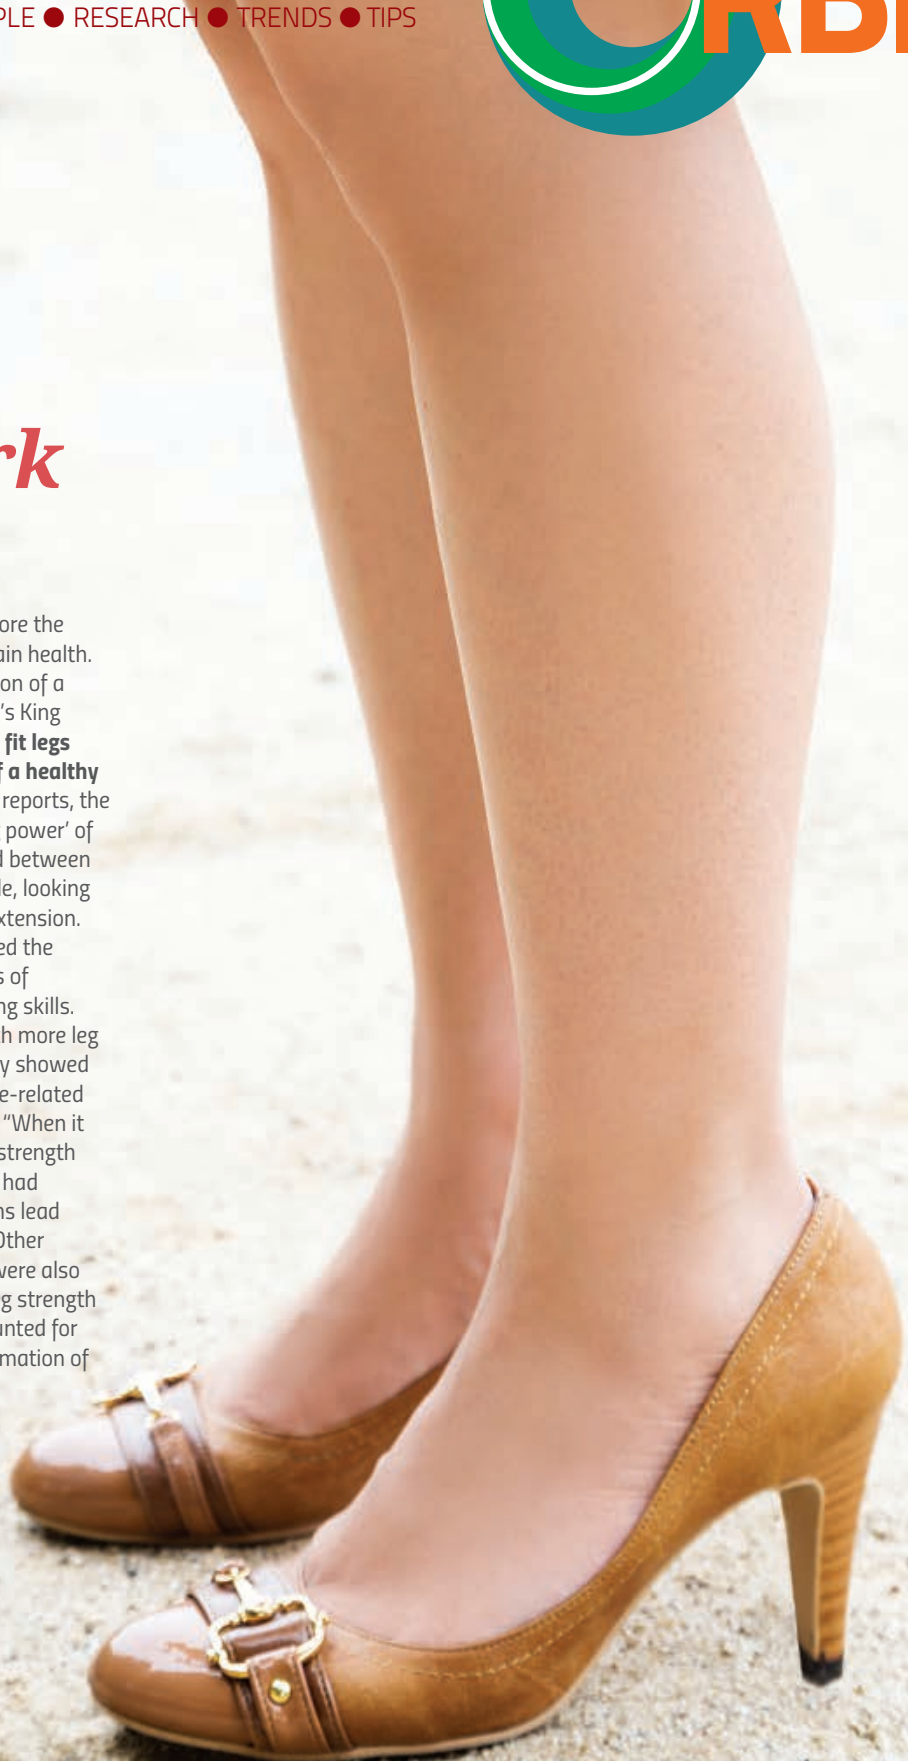 PLE ● RESEARCH ● TRENDS ● TIPS
RBI
rk
ore the
ain health.
on of a
's King
fit legs
f a healthy
reports, the
power’ of
d between
le, looking
xtension.
ed the
s of
ng skills.
th more leg
y showed
e-related
“When it
strength
had
ns lead
Other
were also
g strength
unted for
mation of